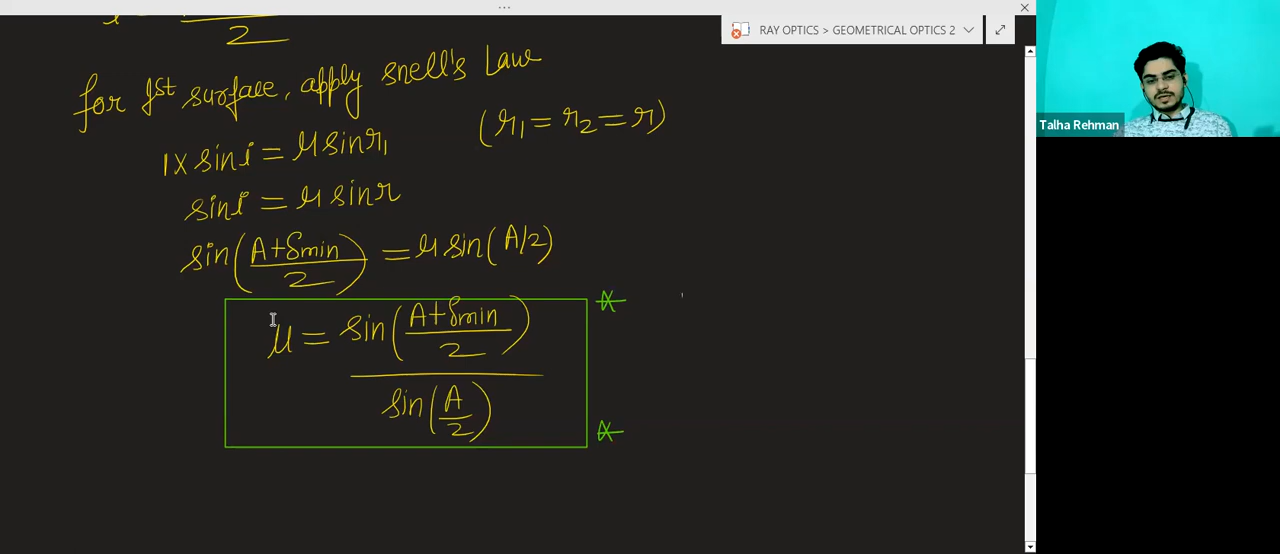 RAY OPTICS > GEOMETRICAL OPTICS 2
2
for 1st surface, apply snell's Law
1 x sin i = μ sin r1 (r1 = r2 = r)
sin i = μ sin r
sin(A+δmin/2) = μ sin(A/2)
μ = sin(A+δmin/2)
sin(A/2)
Talha Rehman